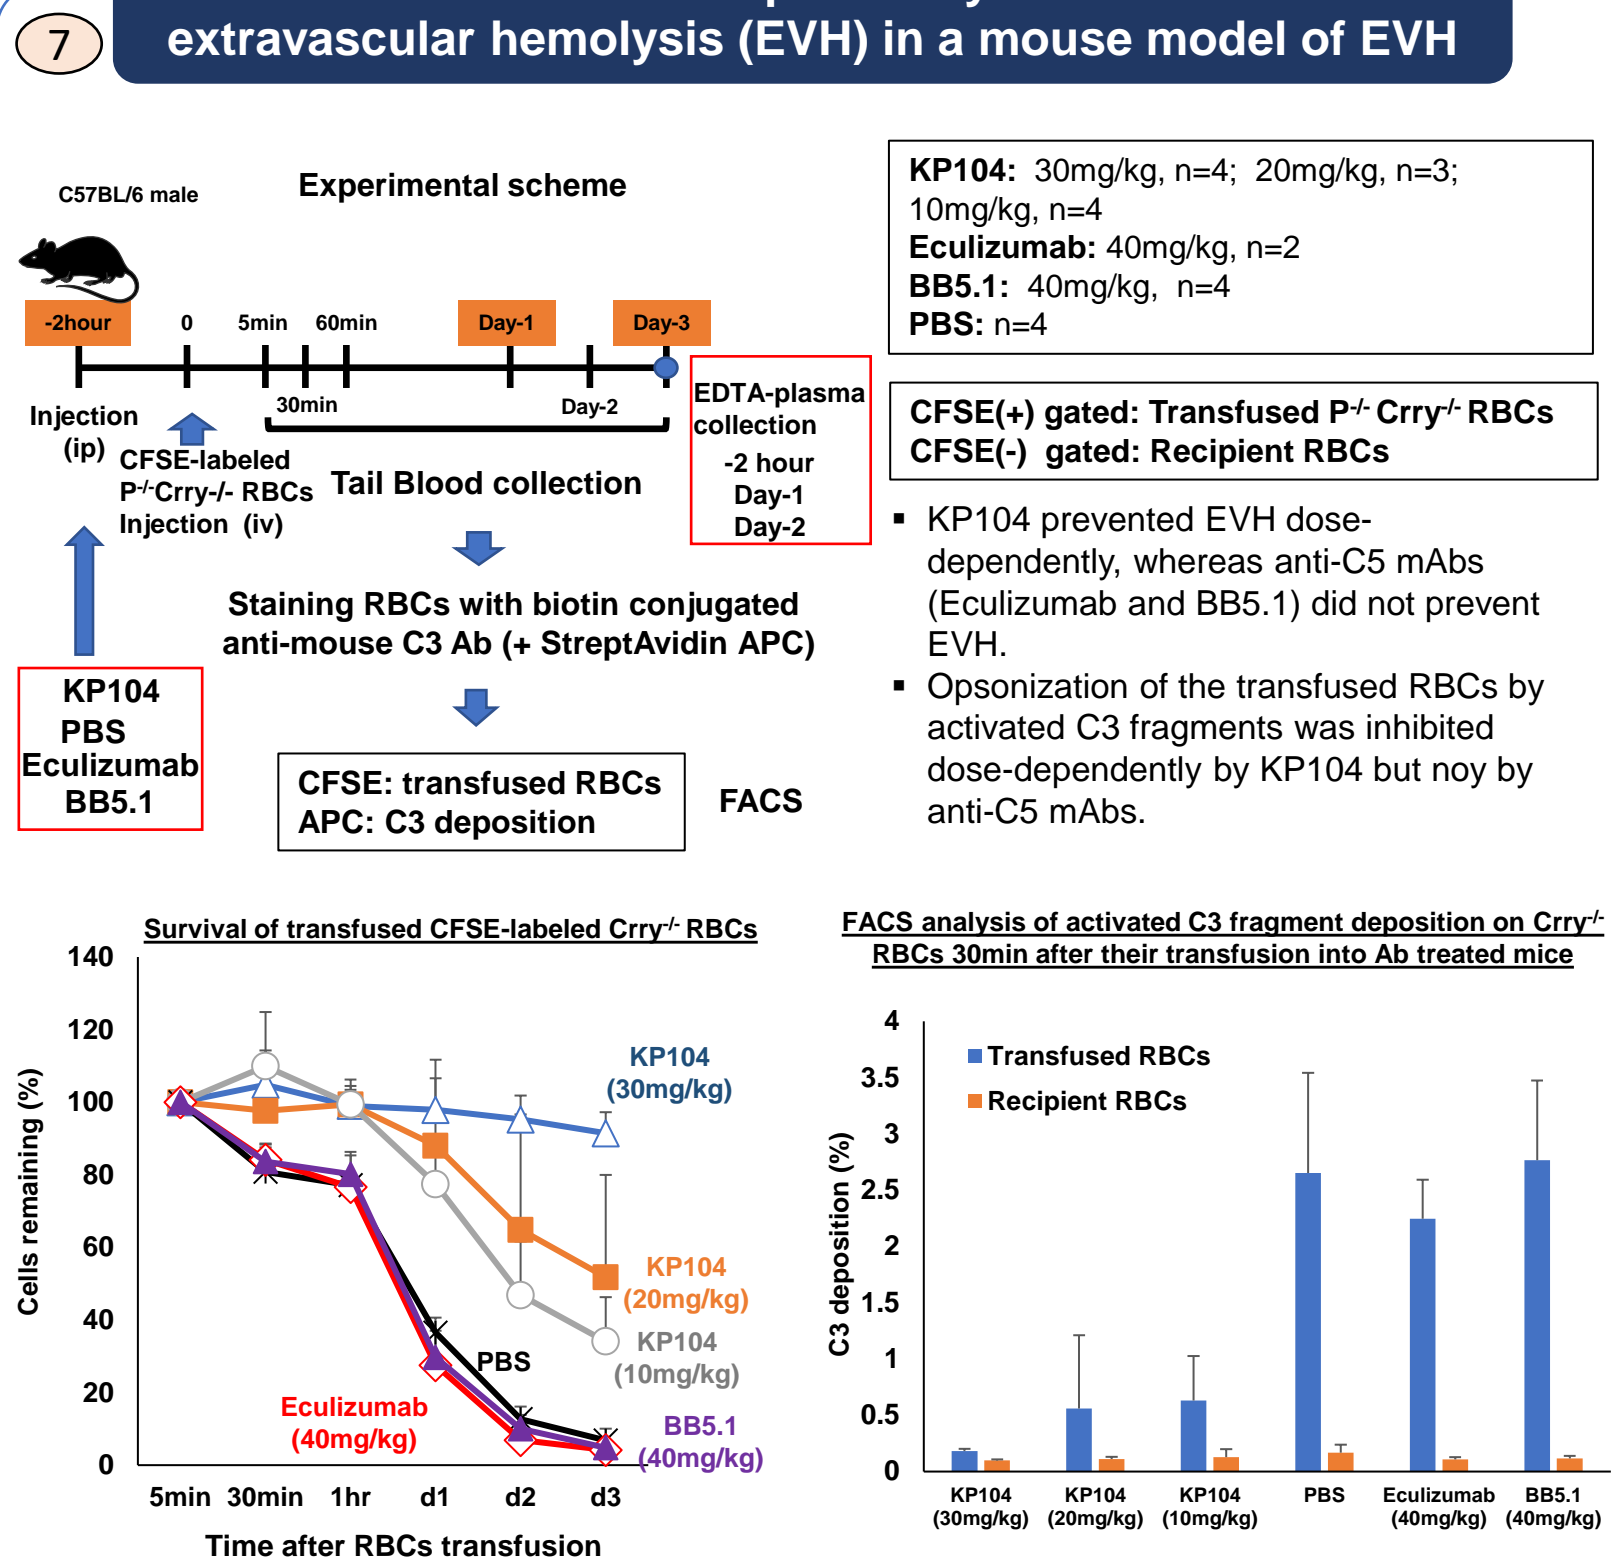 7
extravascular hemolysis (EVH) in a mouse model of EVH
C57BL/6 male
Experimental scheme
-2hour
0
5min
60min
Day-1
Day-3
30min
Day-2
Injection
(ip)
CFSE-labeled
P-/-Crry-/- RBCs
Injection (iv)
Tail Blood collection
EDTA-plasma
collection
-2 hour
Day-1
Day-2
Staining RBCs with biotin conjugated
anti-mouse C3 Ab (+ StreptAvidin APC)
KP104
PBS
Eculizumab
BB5.1
CFSE: transfused RBCs
APC: C3 deposition
FACS
KP104: 30mg/kg, n=4; 20mg/kg, n=3;
10mg/kg, n=4
Eculizumab: 40mg/kg, n=2
BB5.1: 40mg/kg, n=4
PBS: n=4
CFSE(+) gated: Transfused P-/- Crry-/- RBCs
CFSE(-) gated: Recipient RBCs
▪ KP104 prevented EVH dose-
dependently, whereas anti-C5 mAbs
(Eculizumab and BB5.1) did not prevent
EVH.
▪ Opsonization of the transfused RBCs by
activated C3 fragments was inhibited
dose-dependently by KP104 but noy by
anti-C5 mAbs.
Survival of transfused CFSE-labeled Crry-/- RBCs
140
120
100
80
60
40
20
0
Cells remaining (%)
KP104
(30mg/kg)
KP104
(20mg/kg)
KP104
(10mg/kg)
PBS
Eculizumab
(40mg/kg)
BB5.1
(40mg/kg)
5min 30min 1hr d1 d2 d3
Time after RBCs transfusion
FACS analysis of activated C3 fragment deposition on Crry-/-
RBCs 30min after their transfusion into Ab treated mice
4
3.5
3
2.5
2
1.5
1
0.5
0
C3 deposition (%)
Transfused RBCs
Recipient RBCs
KP104 KP104 KP104 PBS Eculizumab BB5.1
(30mg/kg) (20mg/kg) (10mg/kg) (40mg/kg) (40mg/kg)